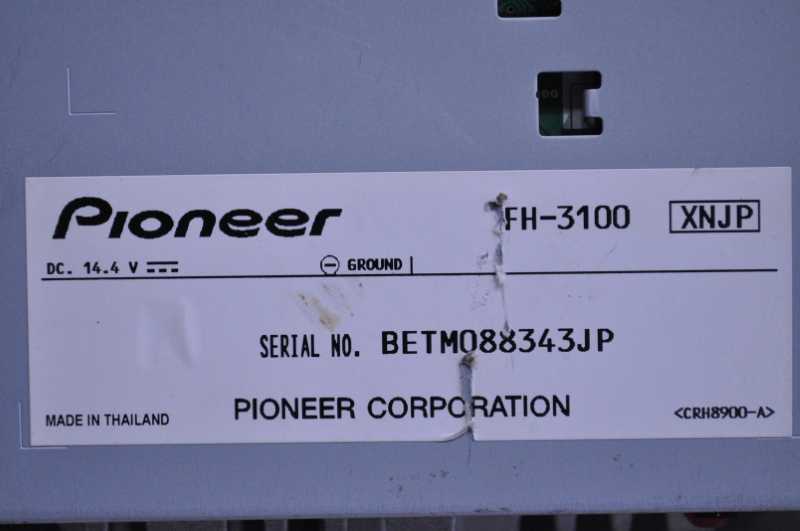 Pioneer FH-3100 XNJP
DC. 14.4 V GROUND
SERIAL NO. BETM088343JP
MADE IN THAILAND PIONEER CORPORATION <CRH8900-A>